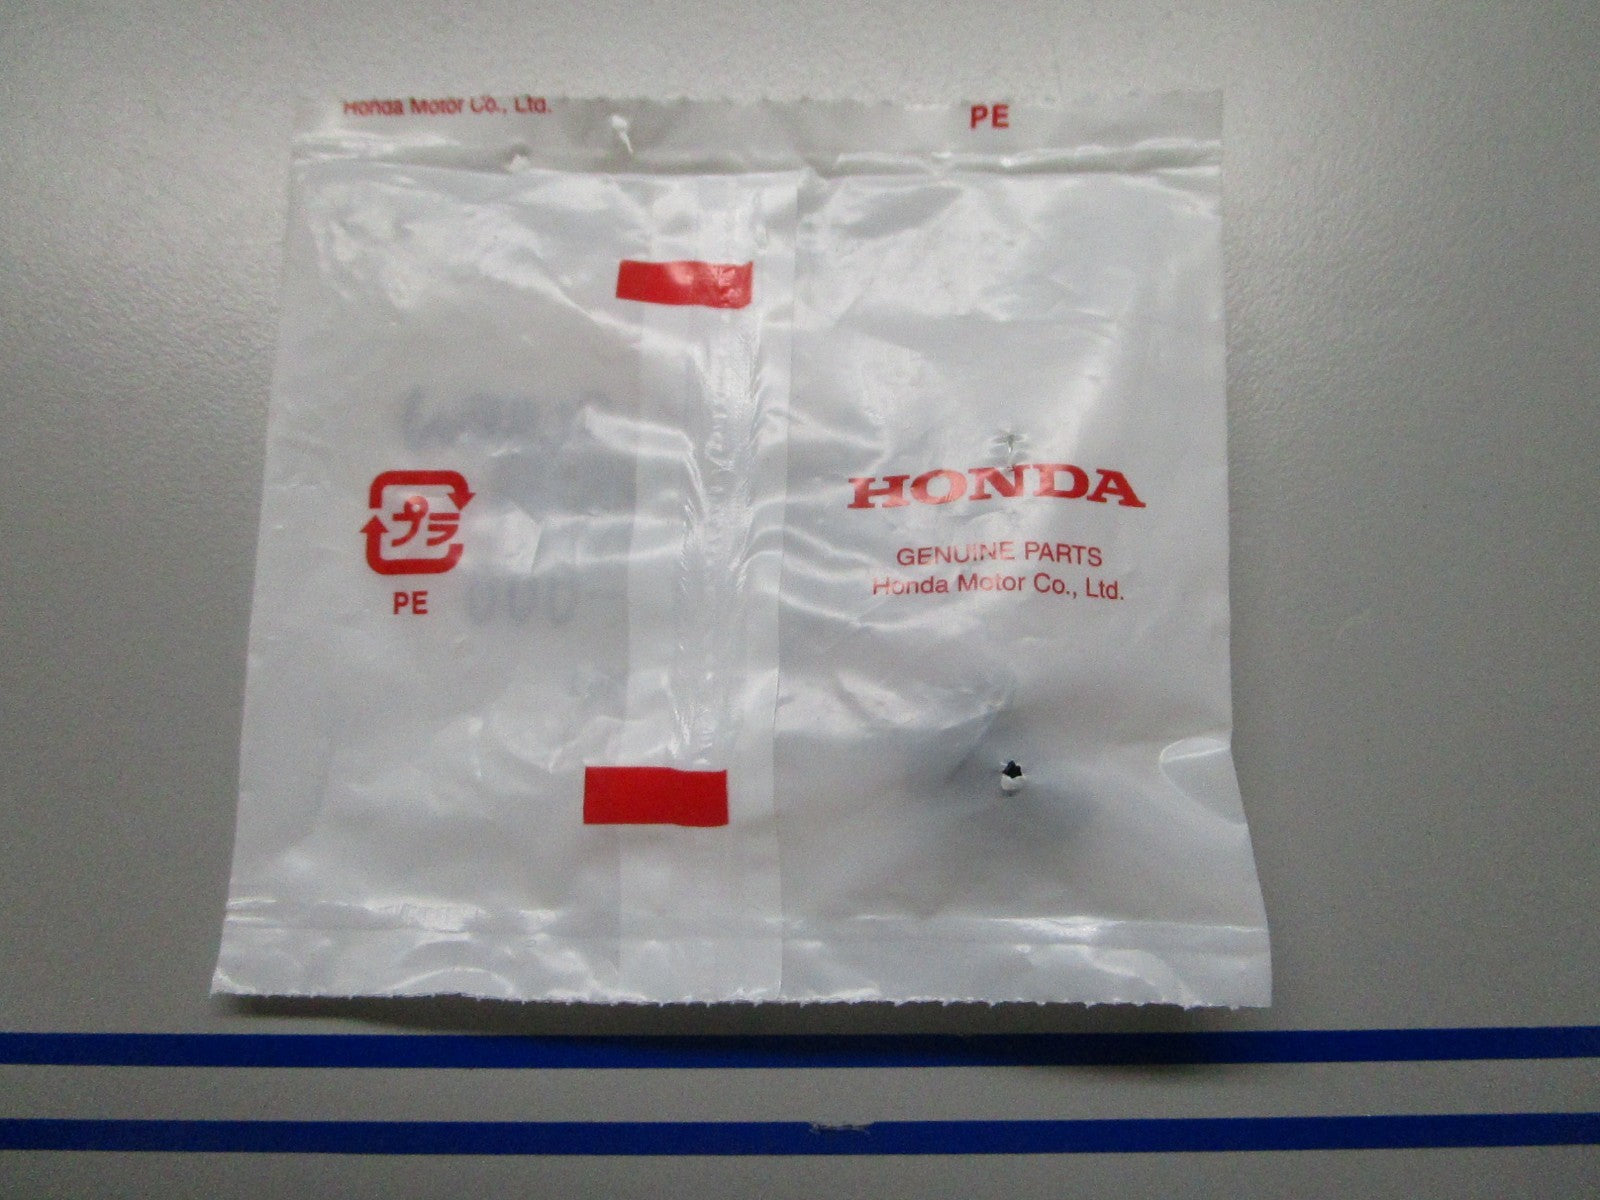 Honda Motor Co., Ltd.
PE
プラ
PE
HONDA
GENUINE PARTS
Honda Motor Co., Ltd.